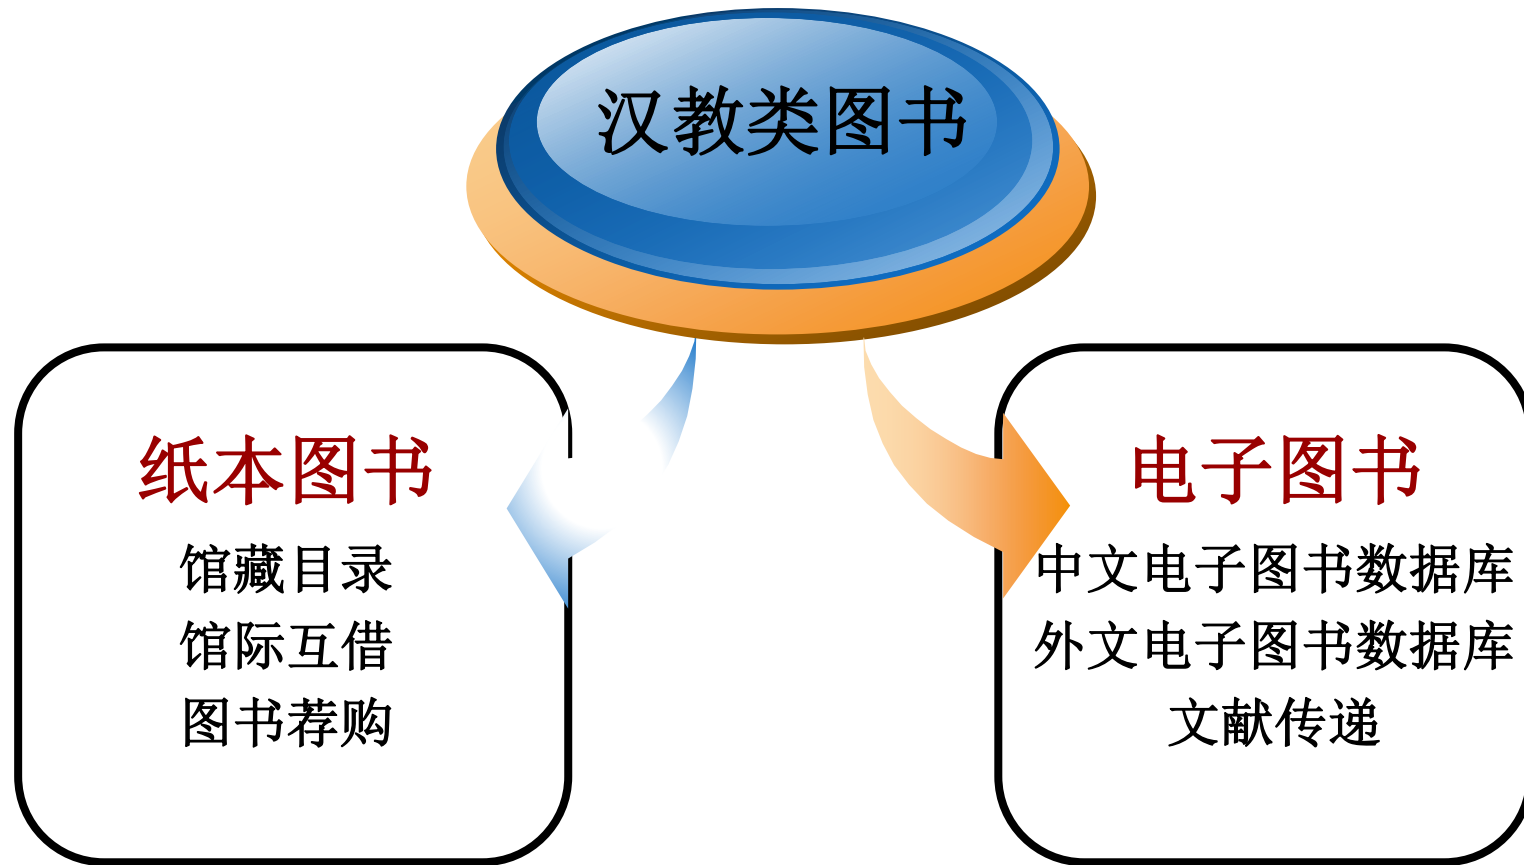 汉教类图书
纸本图书
馆藏目录
馆际互借
图书荐购
电子图书
中文电子图书数据库
外文电子图书数据库
文献传递